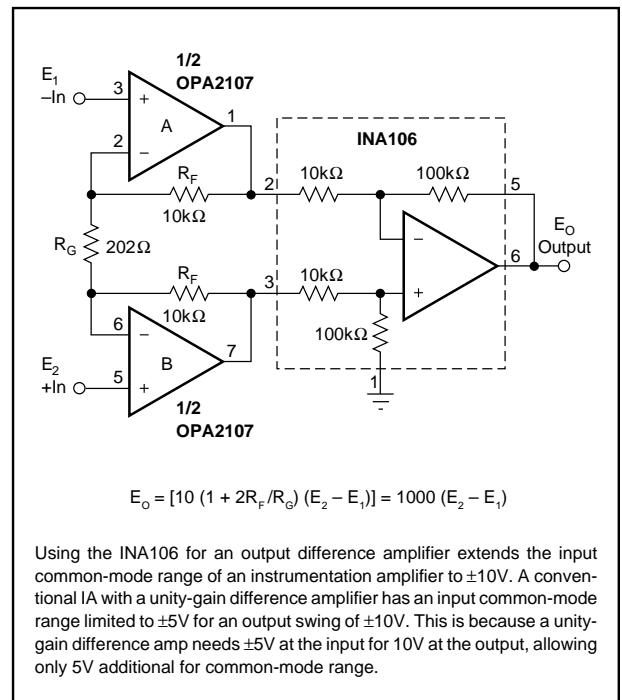 1/2
OPA2107
E1
–In
3
+
A
1
2
–
INA106
RF
10kΩ
2
10kΩ
100kΩ
5
RG
202Ω
–
6
EO
Output
RF
10kΩ
3
10kΩ
+
6
–
B
7
100kΩ
E2
+In
5
+
1
1/2
OPA2107
EO = [10 (1 + 2RF/RG) (E2 – E1)] = 1000 (E2 – E1)
Using the INA106 for an output difference amplifier extends the input
common-mode range of an instrumentation amplifier to ±10V. A conven-
tional IA with a unity-gain difference amplifier has an input common-mode
range limited to ±5V for an output swing of ±10V. This is because a unity-
gain difference amp needs ±5V at the input for 10V at the output, allowing
only 5V additional for common-mode range.